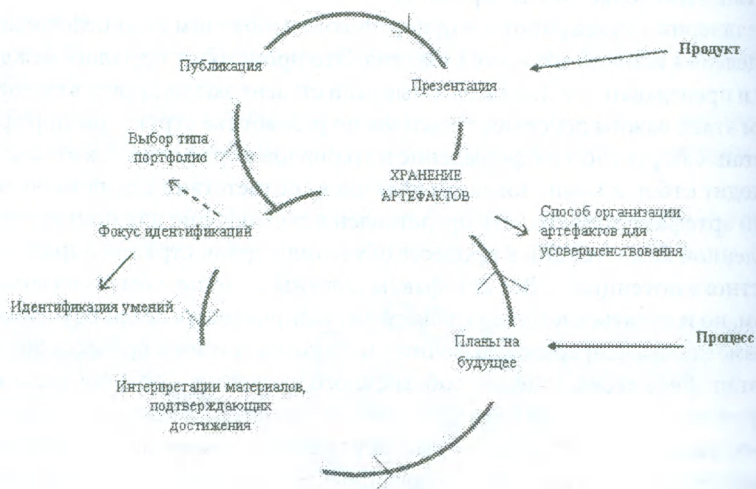 Публикация
Продукт
Презентация
Выбор типа
портфолио
ХРАНЕНИЕ
АРТЕФАКТОВ
Способ организации
артефактов для
усовершенствования
Фокус идентификаций
Идентификация умений
Планы на
будущее
Процесс
Интерпретации материалов,
подтверждающих
достижения